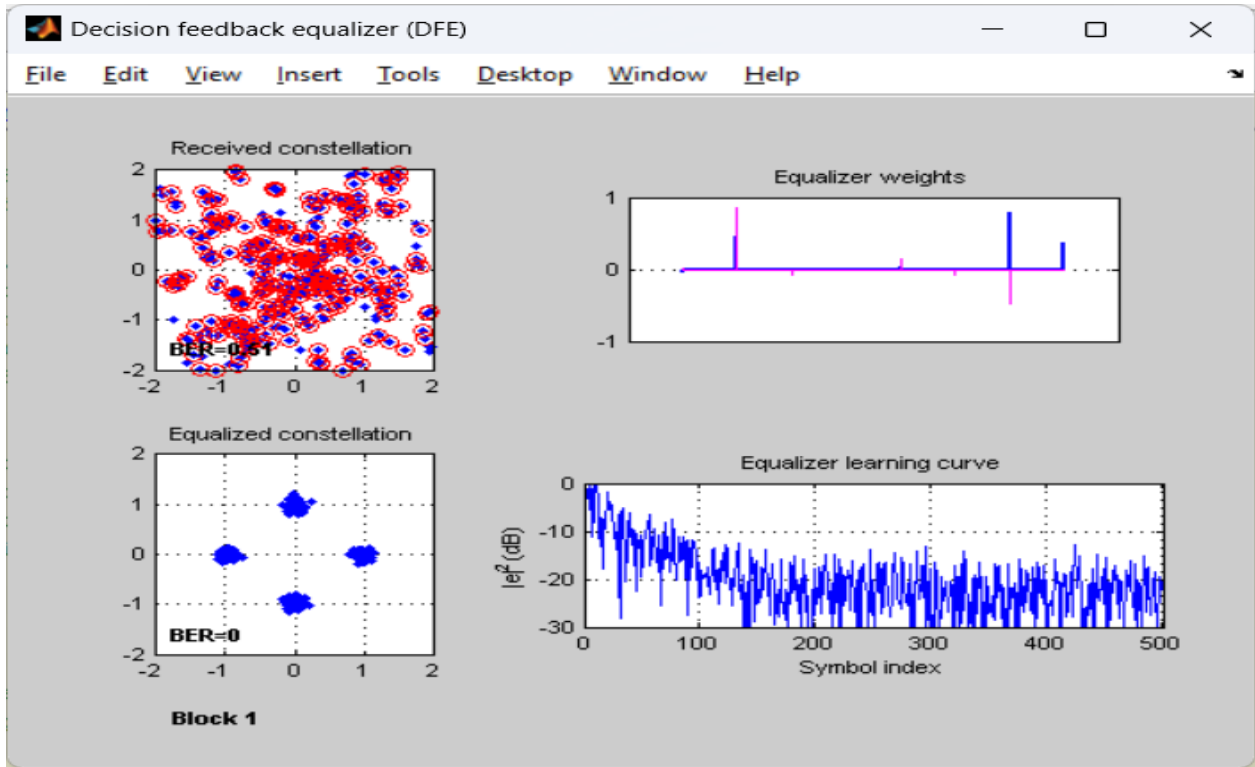 Decision feedback equalizer (DFE)
File Edit View Insert Tools Desktop Window Help
Received constellation
2
1
0
-1
-2
BER=0.51
-2 -1 0 1 2
Equalizer weights
1
0
-1
Equalized constellation
2
1
0
-1
-2
BER=0
-2 -1 0 1 2
Equalizer learning curve
0
-10
-20
-30
|e|² (dB)
0 100 200 300 400 500
Symbol index
Block 1